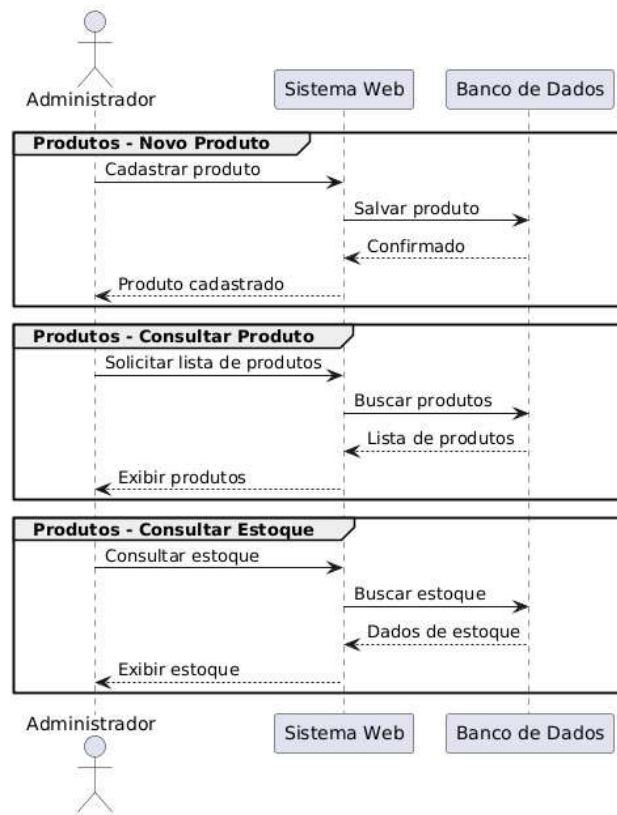 Administrador
Sistema Web
Banco de Dados
Produtos - Novo Produto
Cadastrar produto
Salvar produto
Confirmado
Produto cadastrado
Produtos - Consultar Produto
Solicitar lista de produtos
Buscar produtos
Lista de produtos
Exibir produtos
Produtos - Consultar Estoque
Consultar estoque
Buscar estoque
Dados de estoque
Exibir estoque
Administrador
Sistema Web
Banco de Dados